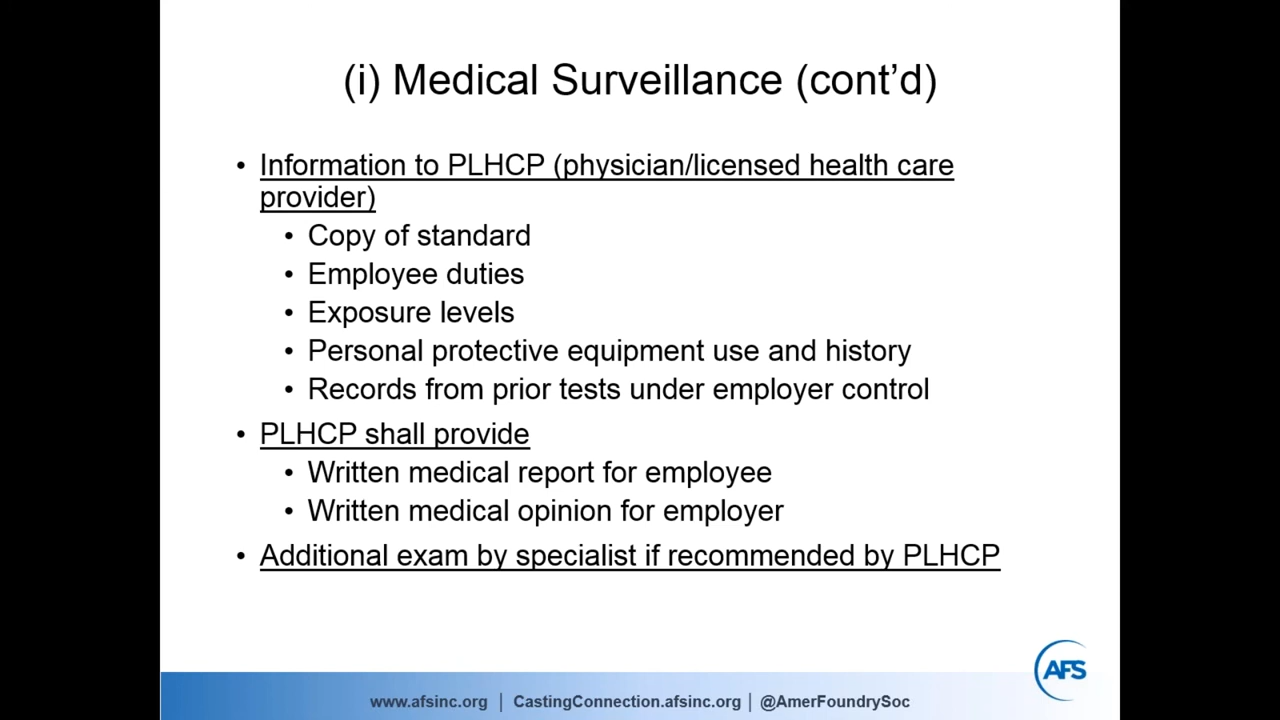 (i) Medical Surveillance (cont’d)
• Information to PLHCP (physician/licensed health care
provider)
• Copy of standard
• Employee duties
• Exposure levels
• Personal protective equipment use and history
• Records from prior tests under employer control
• PLHCP shall provide
• Written medical report for employee
• Written medical opinion for employer
• Additional exam by specialist if recommended by PLHCP
AFS
www.afsinc.org | CastingConnection.afsinc.org | @AmerFoundrySoc